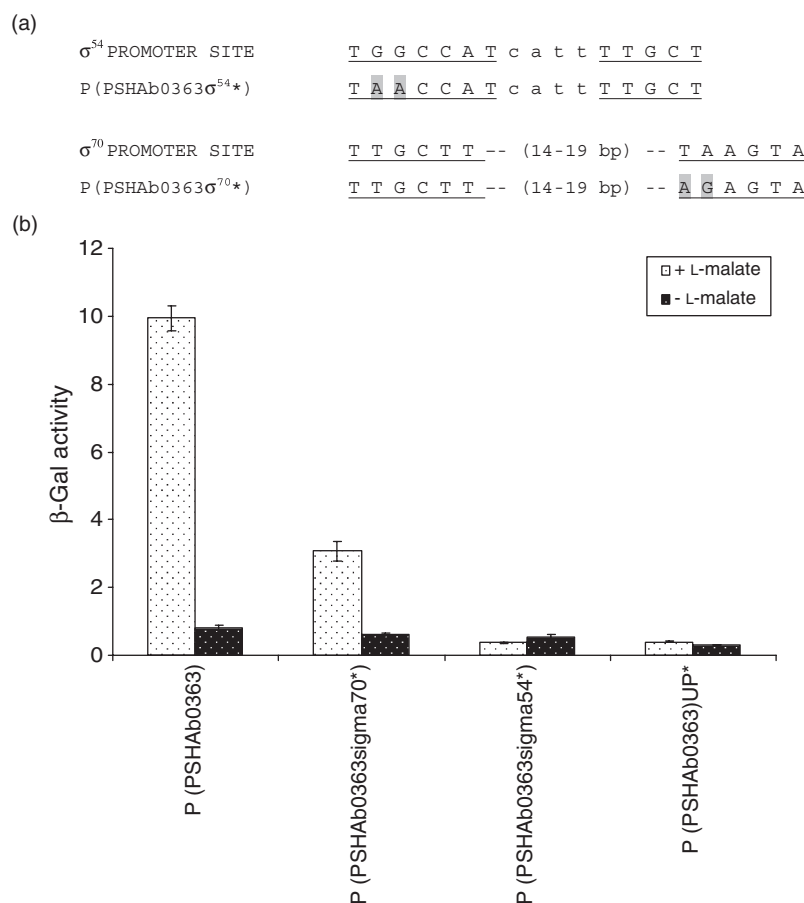 (a)
σ54 PROMOTER SITE T G G C C A T c a t t T T G C T
P(PSHAb0363σ54*) T A A C C A T c a t t T T G C T
σ70 PROMOTER SITE T T G C T T -- (14-19 bp) -- T A A G T A
P(PSHAb0363σ70*) T T G C T T -- (14-19 bp) -- A G A G T A
(b)
12
10
8
6
4
2
0
β-Gal activity
+ L-malate
- L-malate
P (PSHAb0363)
P (PSHAb0363sigma70*)
P (PSHAb0363sigma54*)
P (PSHAb0363)UP*